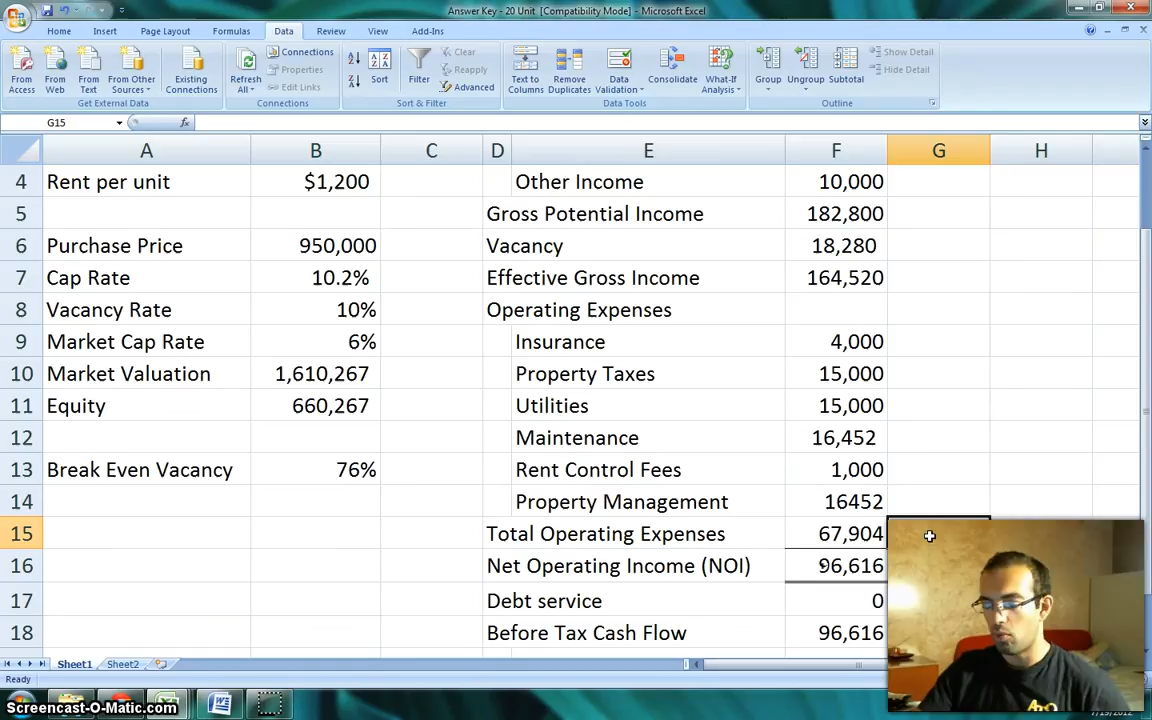 Answer Key - 20 Unit [Compatibility Mode] - Microsoft Excel
Home Insert Page Layout Formulas Data Review View Add-Ins
From Access
From Web
From Text
From Other Sources
Existing Connections
Get External Data
Refresh All
Connections
Properties
Edit Links
Connections
Sort
Filter
Clear
Reapply
Advanced
Sort & Filter
Text to Columns
Remove Duplicates
Data Validation
Consolidate
What-If Analysis
Data Tools
Group
Ungroup
Subtotal
Show Detail
Hide Detail
Outline
G15 fx
A B C D E F G H
4 Rent per unit $1,200 Other Income 10,000
5 Gross Potential Income 182,800
6 Purchase Price 950,000 Vacancy 18,280
7 Cap Rate 10.2% Effective Gross Income 164,520
8 Vacancy Rate 10% Operating Expenses
9 Market Cap Rate 6% Insurance 4,000
10 Market Valuation 1,610,267 Property Taxes 15,000
11 Equity 660,267 Utilities 15,000
12 Maintenance 16,452
13 Break Even Vacancy 76% Rent Control Fees 1,000
14 Property Management 16452
15 Total Operating Expenses 67,904
16 Net Operating Income (NOI) 96,616
17 Debt service 0
18 Before Tax Cash Flow 96,616
Sheet1 Sheet2
Ready
Screencast-O-Matic.com